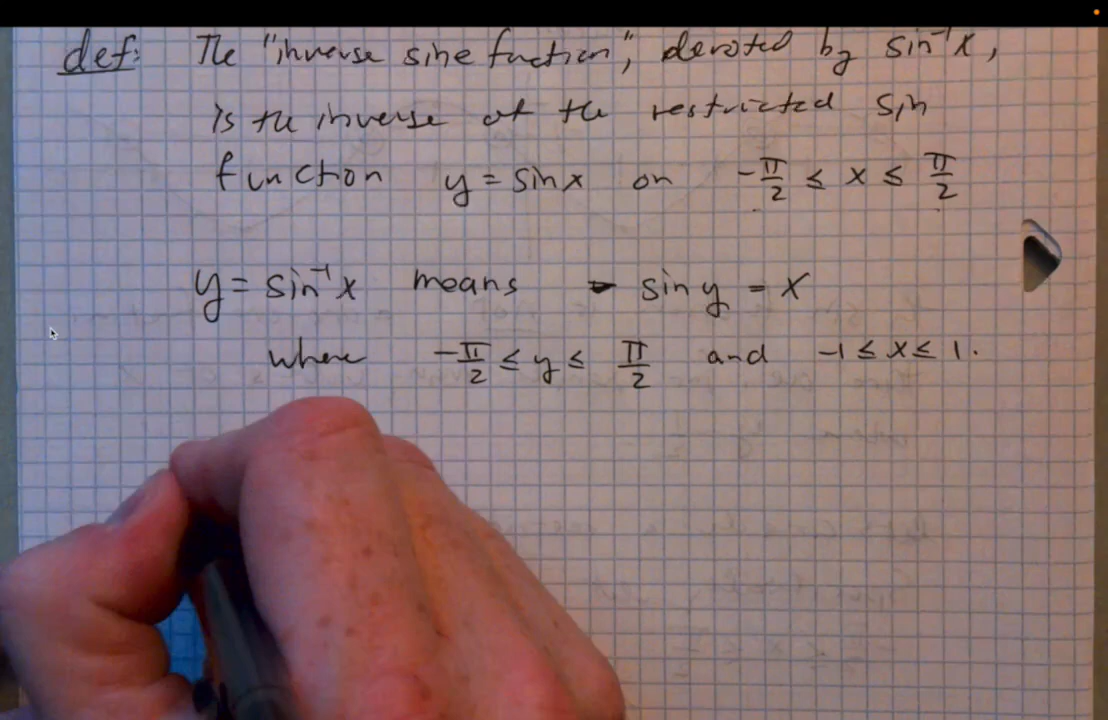 def: The "inverse sine function", denoted by sin⁻¹x,
is the inverse of the restricted sin
function y = sin x on -π/2 ≤ x ≤ π/2
y = sin⁻¹x means sin y = x
where -π/2 ≤ y ≤ π/2 and -1 ≤ x ≤ 1.